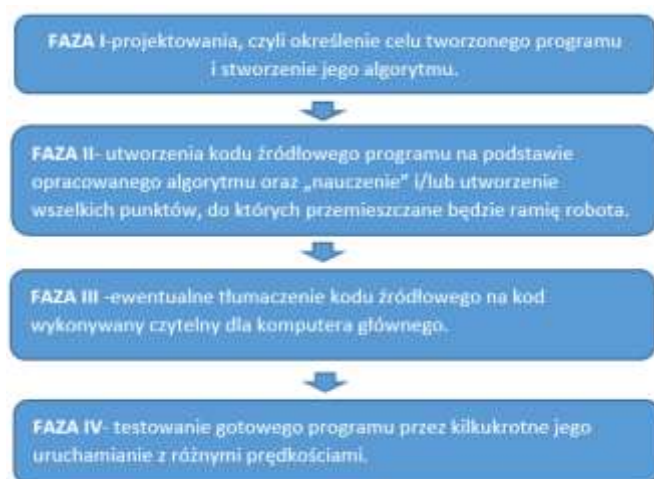 FAZA I-projektowania, czyli określenie celu tworzonego programu
i stworzenie jego algorytmu.
FAZA II- utworzenia kodu źródłowego programu na podstawie
opracowanego algorytmu oraz „nauczenie” i/lub utworzenie
wszelkich punktów, do których przemieszczane będzie ramię robota.
FAZA III -ewentualne tłumaczenie kodu źródłowego na kod
wykonywany czytelny dla komputera głównego.
FAZA IV- testowanie gotowego programu przez kilkukrotne jego
uruchamianie z różnymi prędkościami.